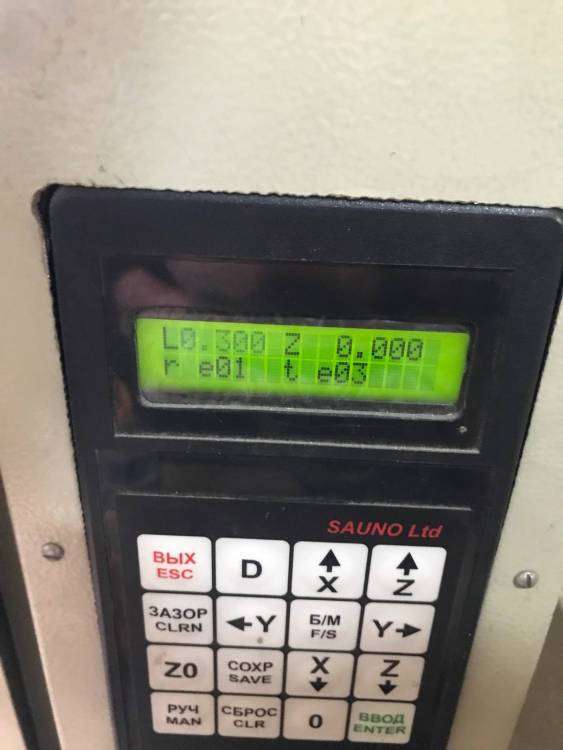 L0.300 Z 0.000
r e01 t e03
SAUNO Ltd
ВЫХ
ESC
D
X
Z
ЗАЗОР
CLRN
Y
Б/М
F/S
Y
Z0
СОХР
SAVE
X
Z
РУЧ
MAN
СБРОС
CLR
0
ВВОД
ENTER